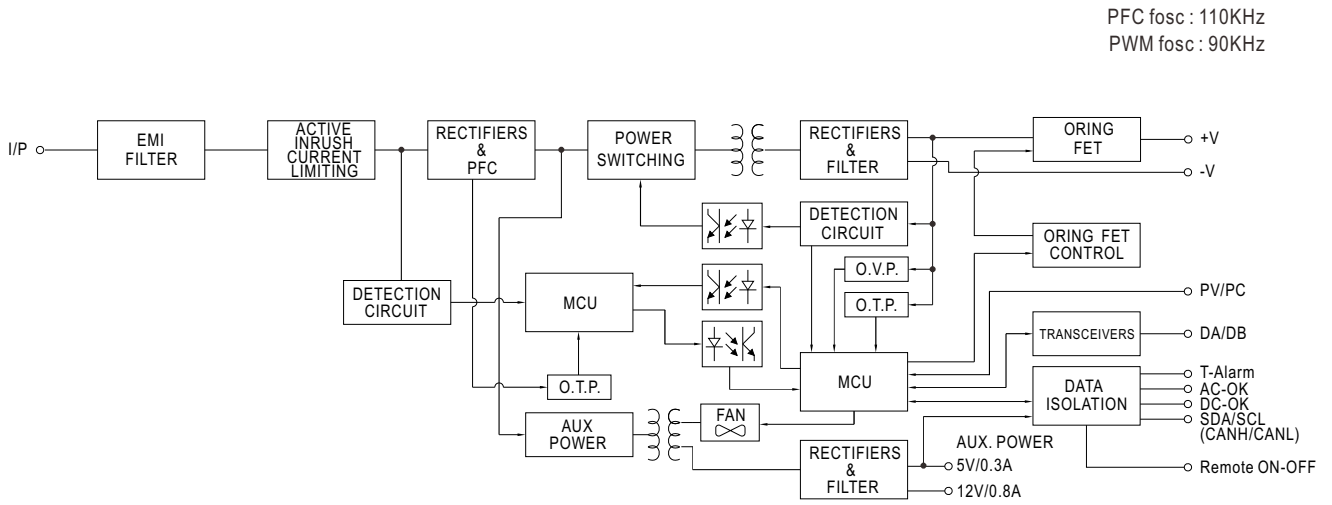 PFC fosc : 110KHz
PWM fosc : 90KHz
I/P
EMI
FILTER
ACTIVE
INRUSH
CURRENT
LIMITING
RECTIFIERS
&
PFC
POWER
SWITCHING
RECTIFIERS
&
FILTER
ORING
FET
+V
-V
DETECTION
CIRCUIT
ORING FET
CONTROL
O.V.P.
O.T.P.
DETECTION
CIRCUIT
MCU
PV/PC
TRANSCEIVERS
DA/DB
O.T.P.
MCU
DATA
ISOLATION
T-Alarm
AC-OK
DC-OK
SDA/SCL
(CANH/CANL)
AUX
POWER
FAN
RECTIFIERS
&
FILTER
AUX. POWER
5V/0.3A
12V/0.8A
Remote ON-OFF